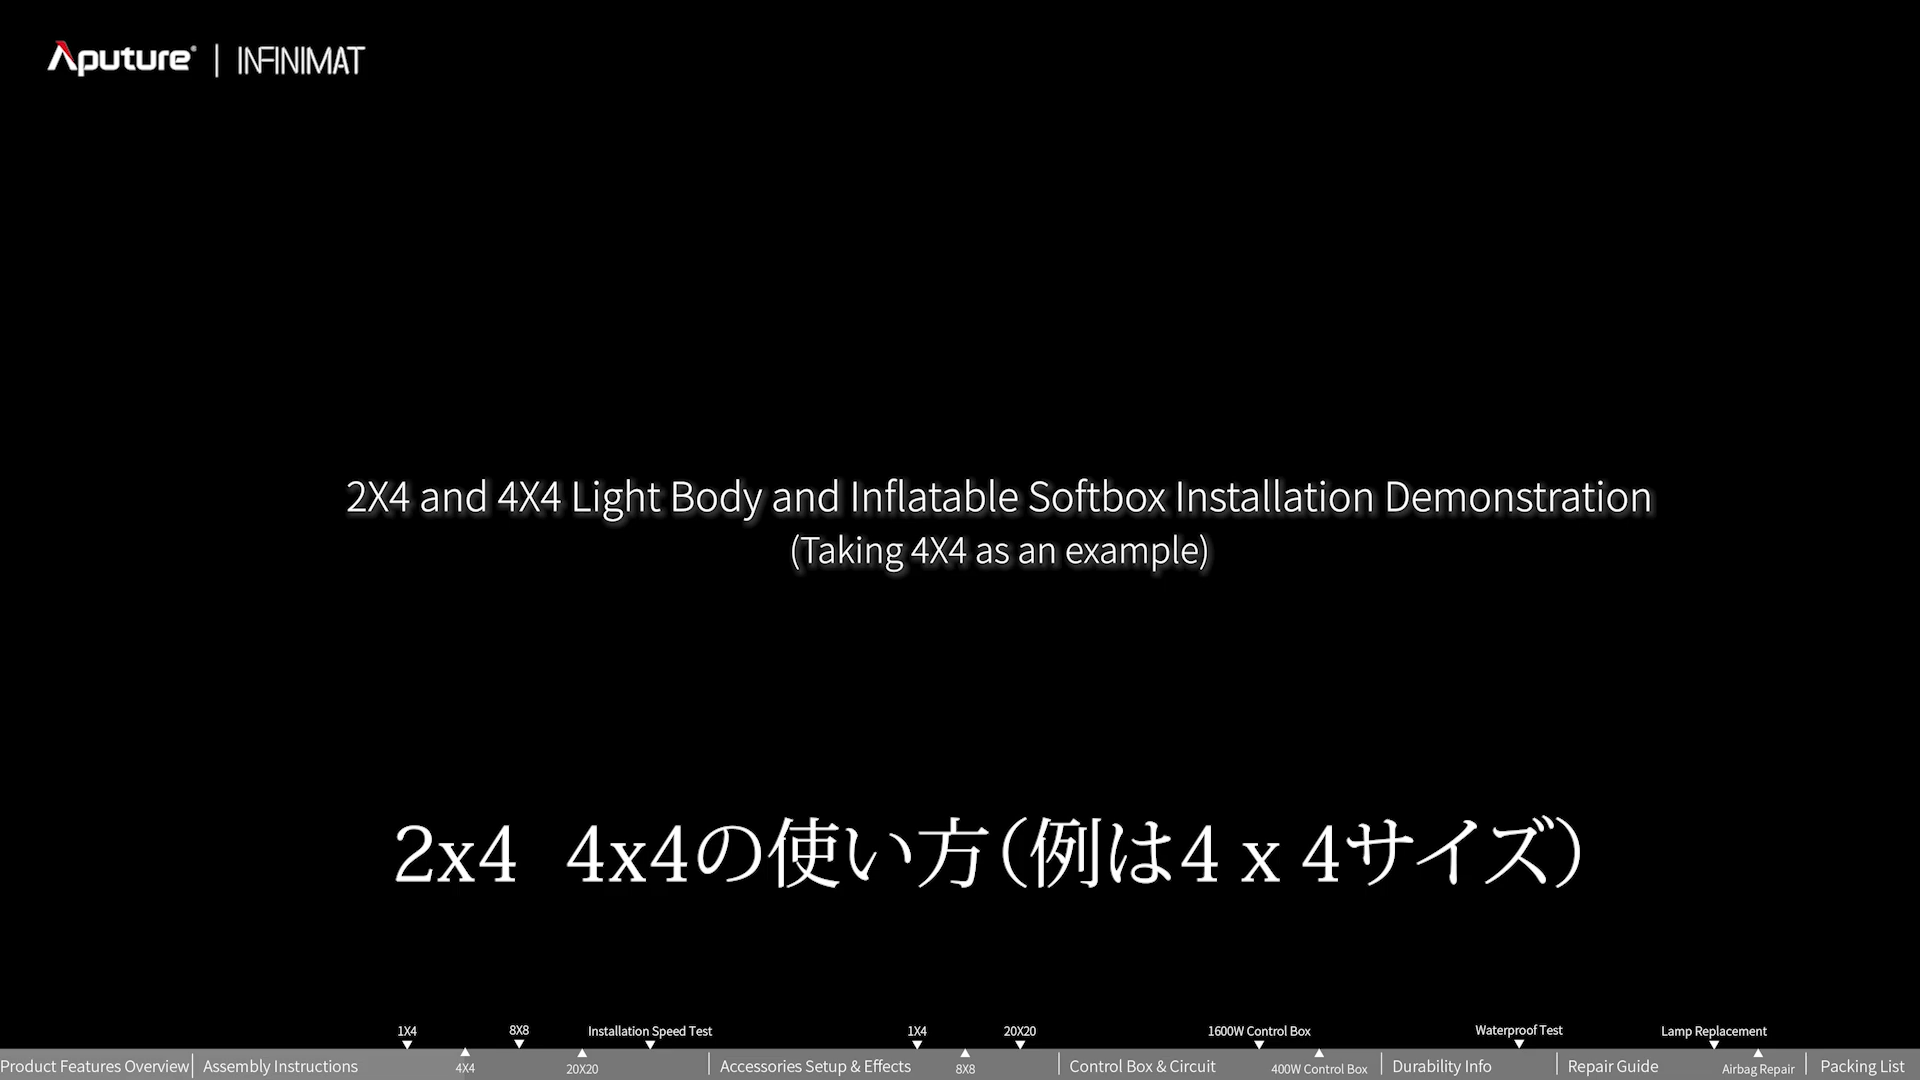 Aputure® | INFINIMAT
2X4 and 4X4 Light Body and Inflatable Softbox Installation Demonstration
(Taking 4X4 as an example)
2x4　4x4の使い方(例は4 x 4サイズ)
1X4 8X8 Installation Speed Test 1X4 20X20 1600W Control Box Waterproof Test Lamp Replacement
Product Features Overview Assembly Instructions 4X4 20X20 Accessories Setup & Effects 8X8 Control Box & Circuit 400W Control Box Durability Info Repair Guide Airbag Repair Packing List